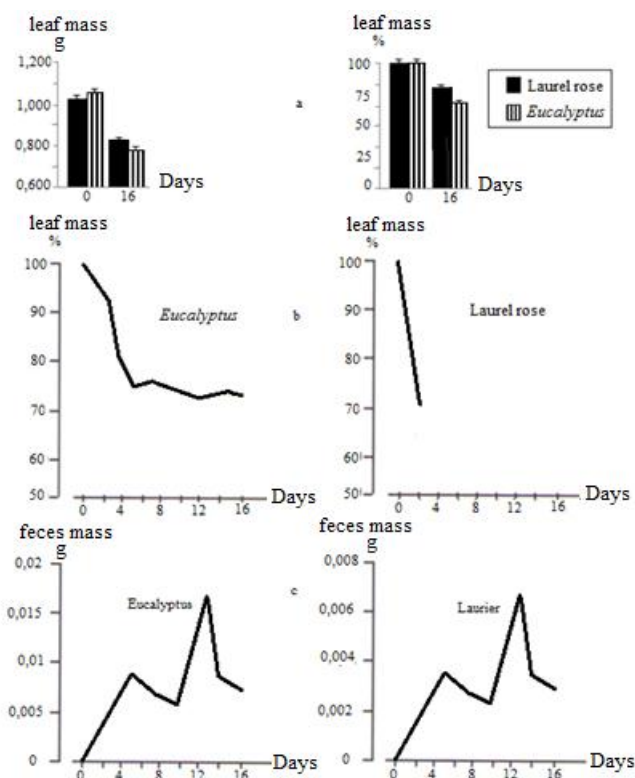 leaf mass
g
1,200
1,000
0,800
0,600
0 16
Days
a
leaf mass
%
100
75
50
25
0
0 16
Days
Laurel rose
Eucalyptus
leaf mass
%
100
90
80
70
60
50
0 4 8 12 16
Days
Eucalyptus
b
leaf mass
%
100
90
80
70
60
50
0 4 8 12 16
Days
Laurel rose
feces mass
g
0,02
0,015
0,01
0,005
0
0 4 8 12 16
Days
Eucalyptus
c
feces mass
g
0,008
0,006
0,004
0,002
0
0 4 8 12 16
Days
Laurier